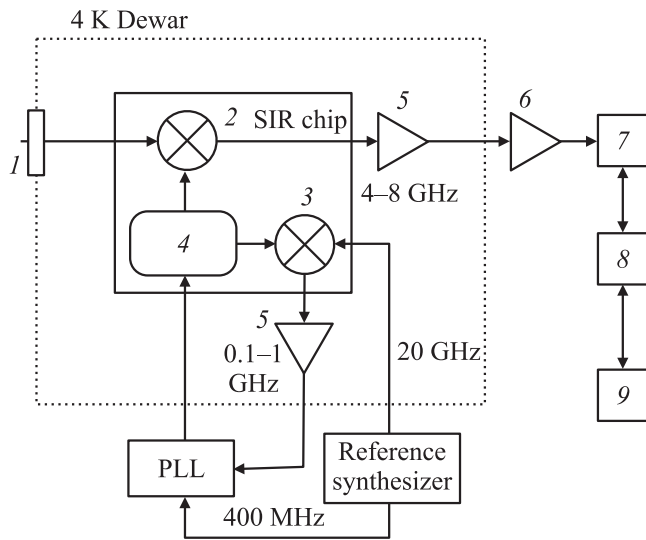 4 K Dewar
1
2
SIR chip
5
6
7
3
4–8 GHz
4
8
5
0.1–1
GHz
20 GHz
9
PLL
Reference
synthesizer
400 MHz